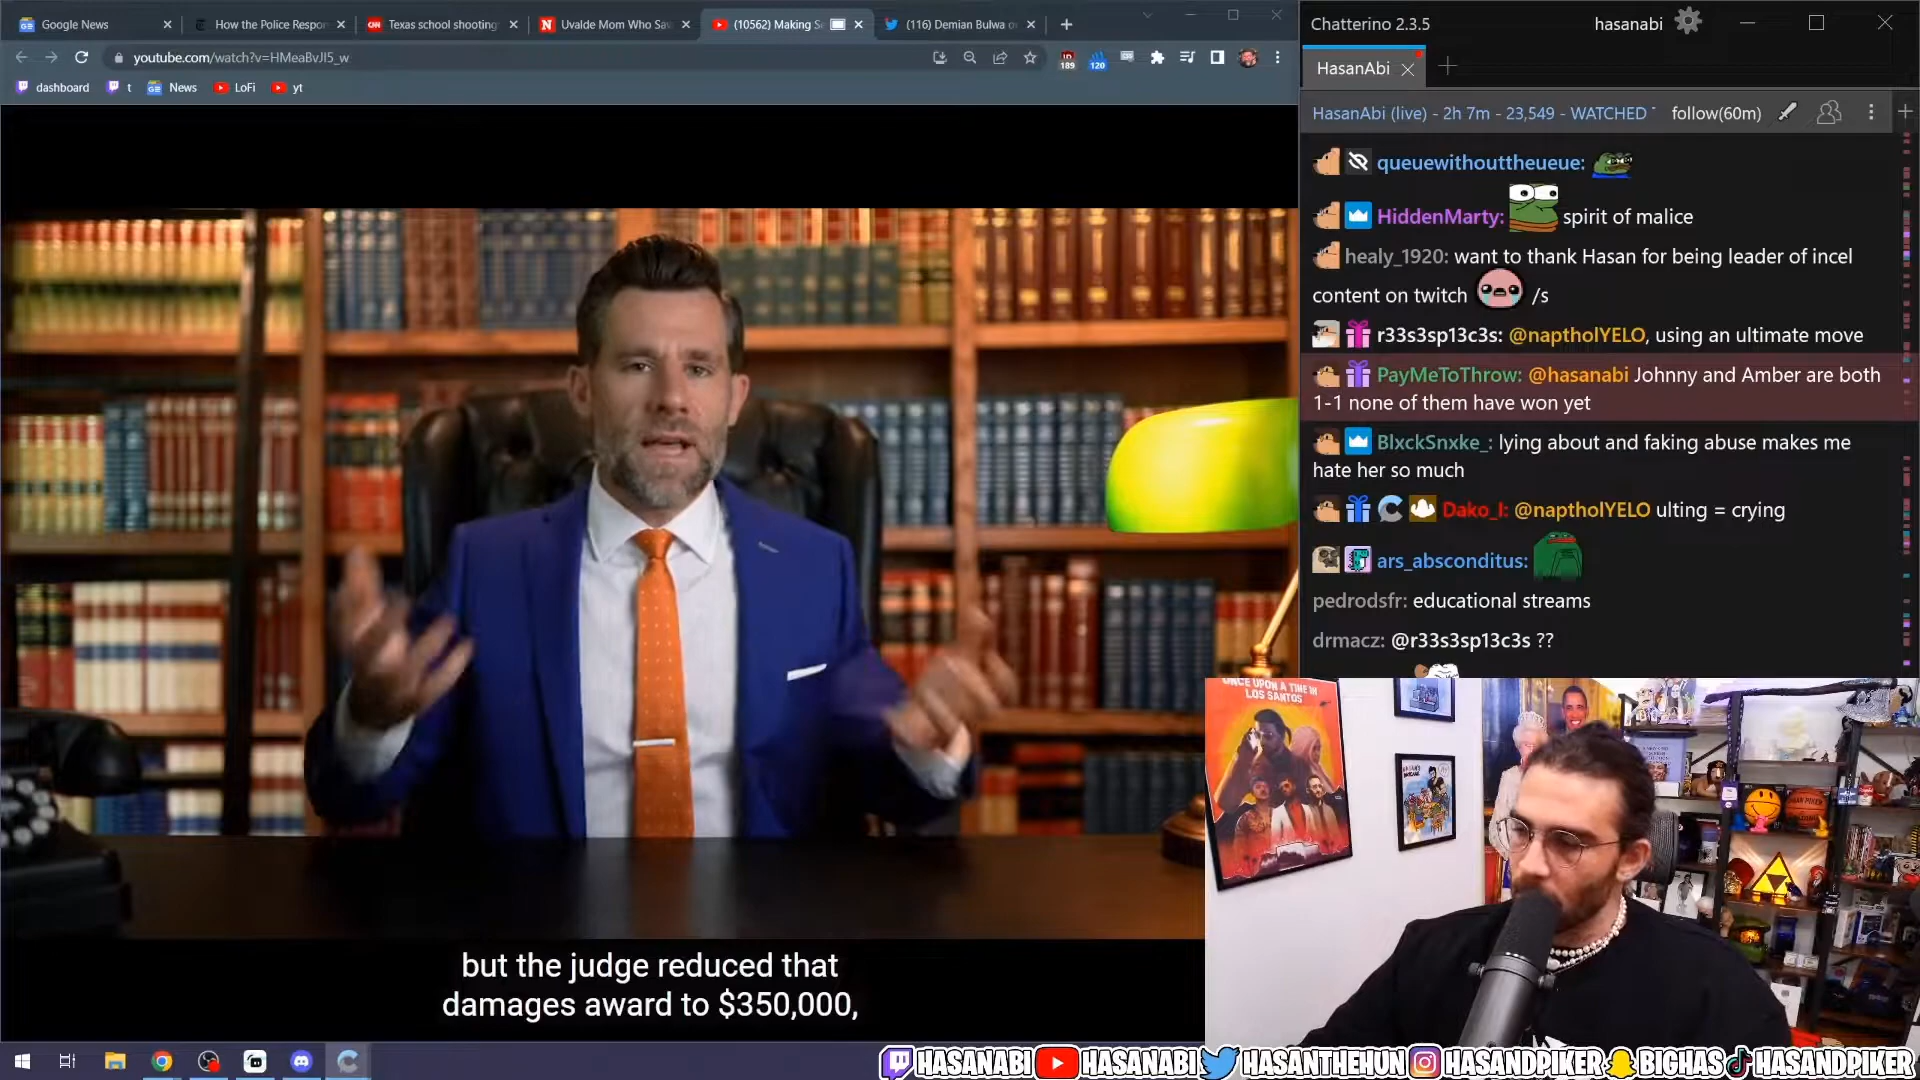 Google News
How the Police Respon
Texas school shooting
Uvalde Mom Who Sav
(10562) Making S
(116) Demian Bulwa o
youtube.com/watch?v=HMeaBvJI5_w
189
120
dashboard
t
News
LoFi
yt
but the judge reduced that
damages award to $350,000,
Chatterino 2.3.5
hasanabi
HasanAbi
HasanAbi (live) - 2h 7m - 23,549 - WATCHED
follow(60m)
queuewithouttheueue:
HiddenMarty: spirit of malice
healy_1920: want to thank Hasan for being leader of incel
content on twitch /s
r33s3sp13c3s: @naptholYELO, using an ultimate move
PayMeToThrow: @hasanabi Johnny and Amber are both
1-1 none of them have won yet
BlxckSnxke_: lying about and faking abuse makes me
hate her so much
Dako_I: @naptholYELO ulting = crying
ars_absconditus:
pedrodsfr: educational streams
drmacz: @r33s3sp13c3s ??
ONCE UPON A TIME IN
LOS SANTOS
HASANABI
HASANABI
HASANTHEHUN
HASANDPIKER
BIGHAS
HASANDPIKER